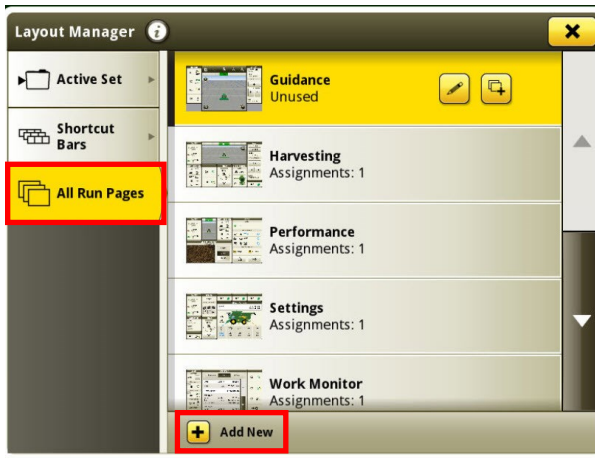 Layout Manager
Active Set
Shortcut
Bars
All Run Pages
Guidance
Unused
Harvesting
Assignments: 1
Performance
Assignments: 1
Settings
Assignments: 1
Work Monitor
Assignments: 1
Add New